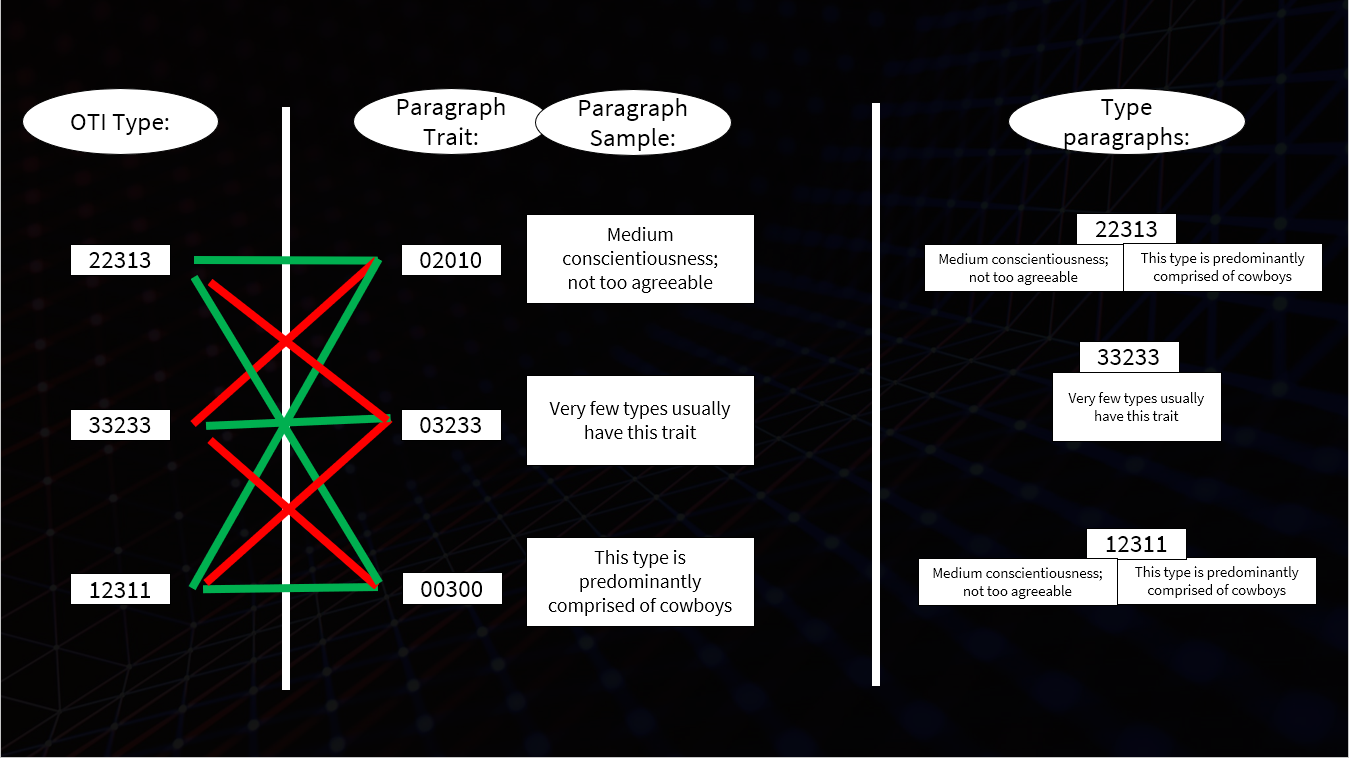 OTI Type:
Paragraph
Trait:
Paragraph
Sample:
Type
paragraphs:
22313
02010
Medium
conscientiousness;
not too agreeable
33233
03233
Very few types usually
have this trait
12311
00300
This type is
predominantly
comprised of cowboys
22313
Medium conscientiousness;
not too agreeable
This type is predominantly
comprised of cowboys
33233
Very few types usually
have this trait
12311
Medium conscientiousness;
not too agreeable
This type is predominantly
comprised of cowboys